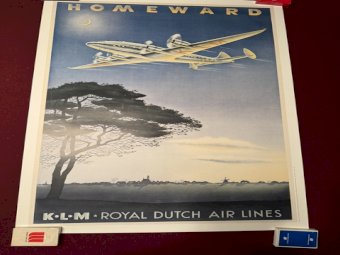 HOMEWARD
K·L·M · ROYAL DUTCH AIR LINES